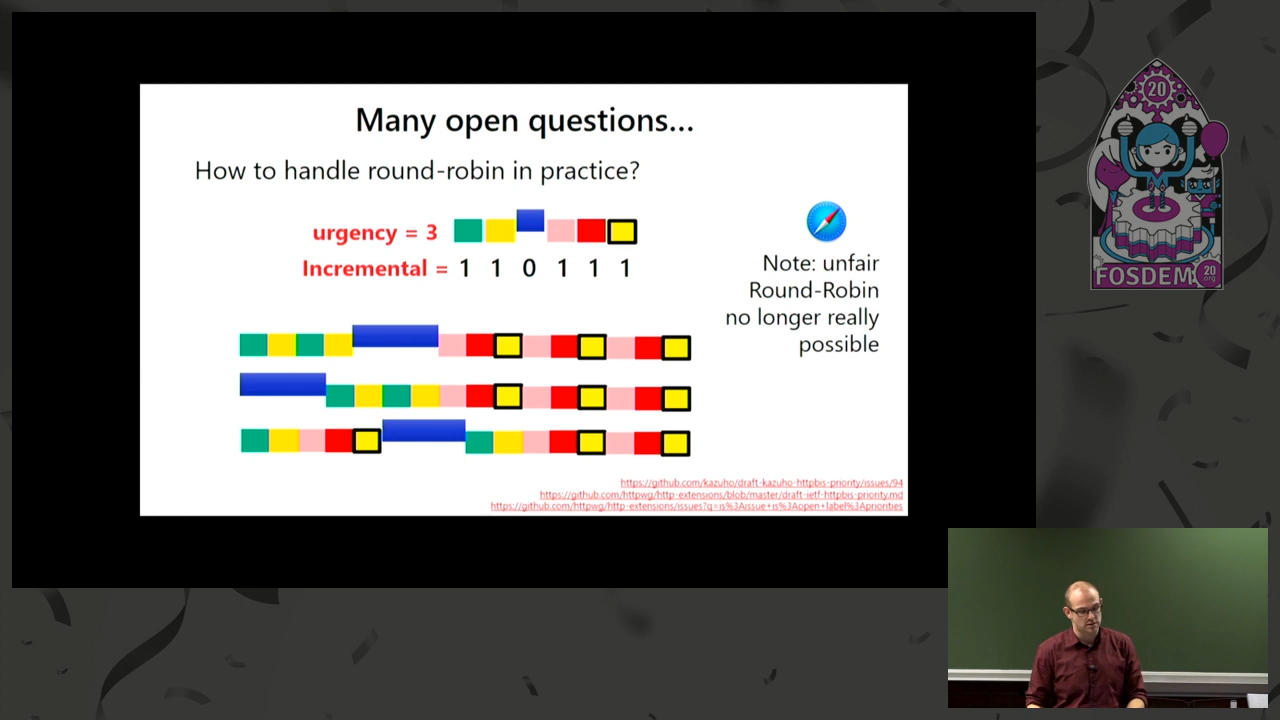 Many open questions...
How to handle round-robin in practice?
urgency = 3
Incremental = 1 1 0 1 1 1
Note: unfair
Round-Robin
no longer really
possible
https://github.com/kazuho/draft-kazuho-httpbis-priority/issues/94
https://github.com/httpwg/http-extensions/blob/master/draft-ietf-httpbis-priority.md
https://github.com/httpwg/http-extensions/issues?q=is%3Aissue+is%3Aopen+label%3Apriorities
20
FOSDEM
20
.org